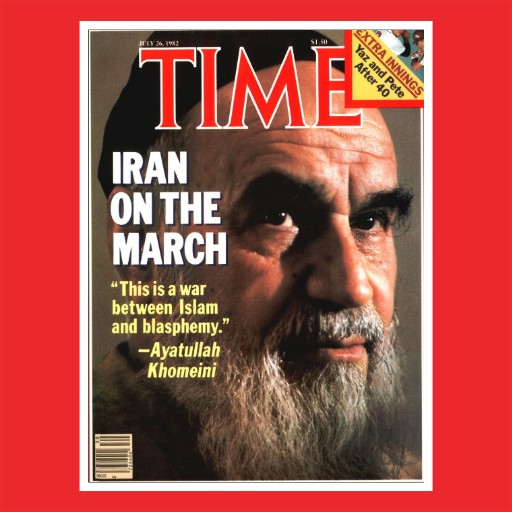 JULY 26, 1982
$1.50
TIME
EXTRA INNINGS
Yaz and Pete
After 40
IRAN
ON THE
MARCH
“This is a war
between Islam
and blasphemy.”
—Ayatullah
Khomeini